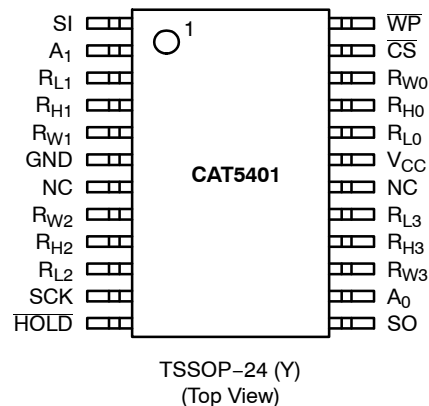 SI
A1
RL1
RH1
RW1
GND
NC
RW2
RH2
RL2
SCK
HOLD
1
CAT5401
WP
CS
RW0
RH0
RL0
VCC
NC
RL3
RH3
RW3
A0
SO
TSSOP−24 (Y)
(Top View)